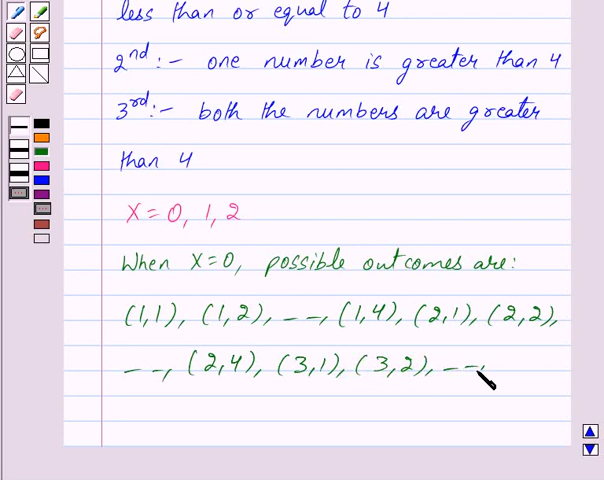 less than or equal to 4
2nd:- one number is greater than 4
3rd:- both the numbers are greater
than 4
X = 0, 1, 2
When X=0, possible outcomes are:
(1,1), (1,2), - -, (1,4), (2,1), (2,2),
- -, (2,4), (3,1), (3,2), - -,